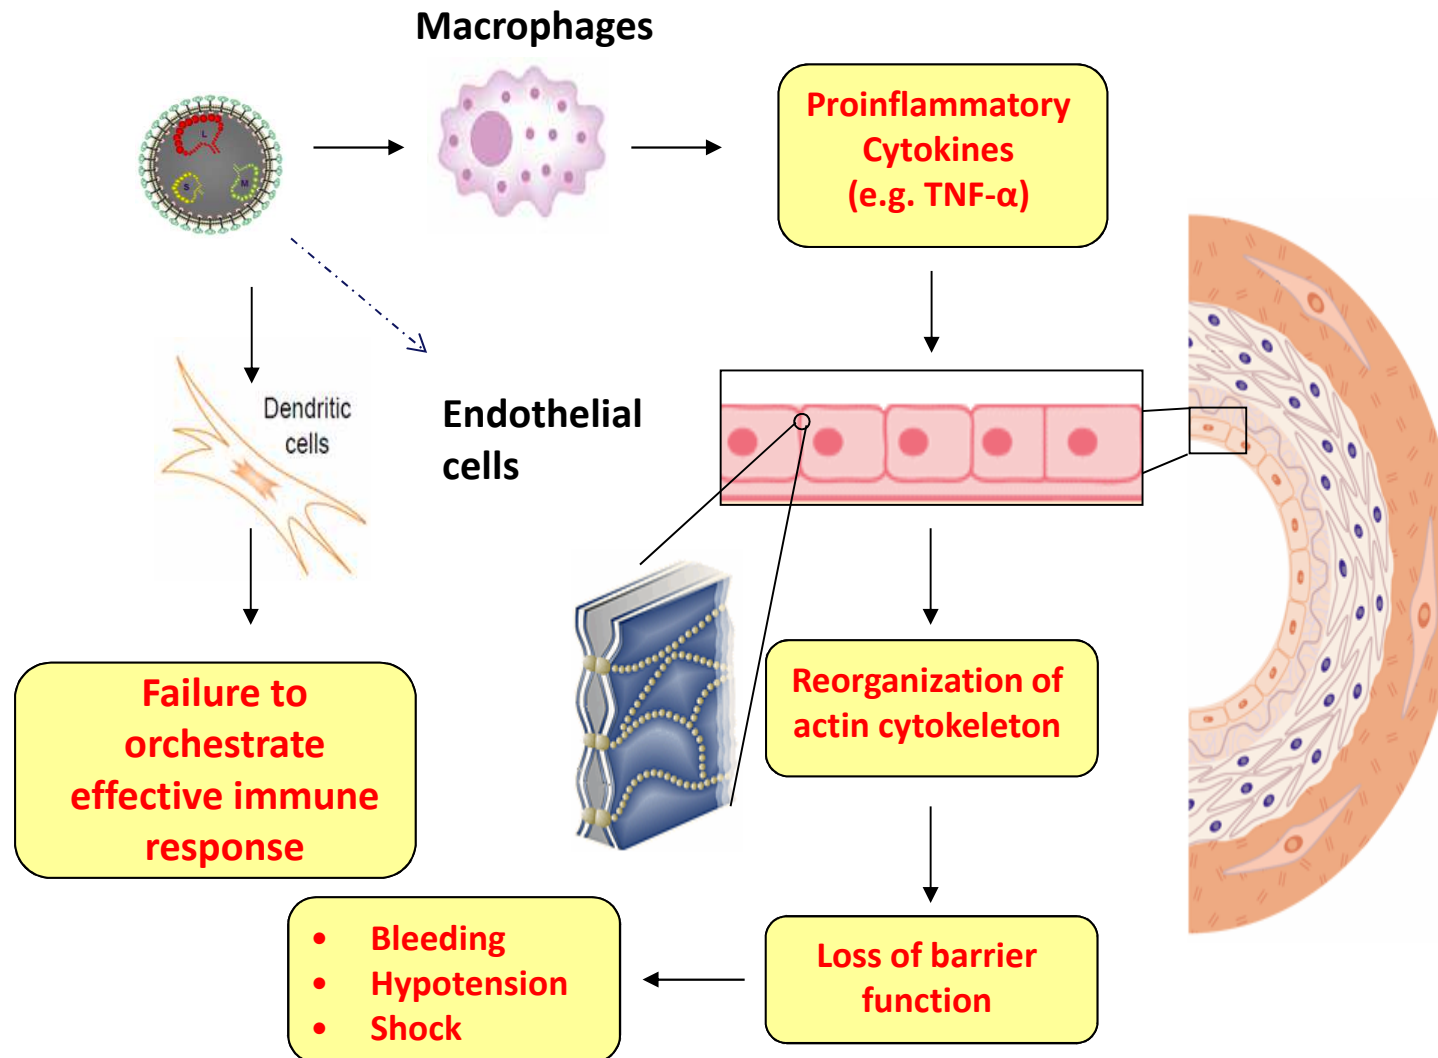 Macrophages
L
S
M
Proinflammatory
Cytokines
(e.g. TNF-α)
Dendritic
cells
Endothelial
cells
Failure to
orchestrate
effective immune
response
Reorganization of
actin cytokeleton
Loss of barrier
function
• Bleeding
• Hypotension
• Shock